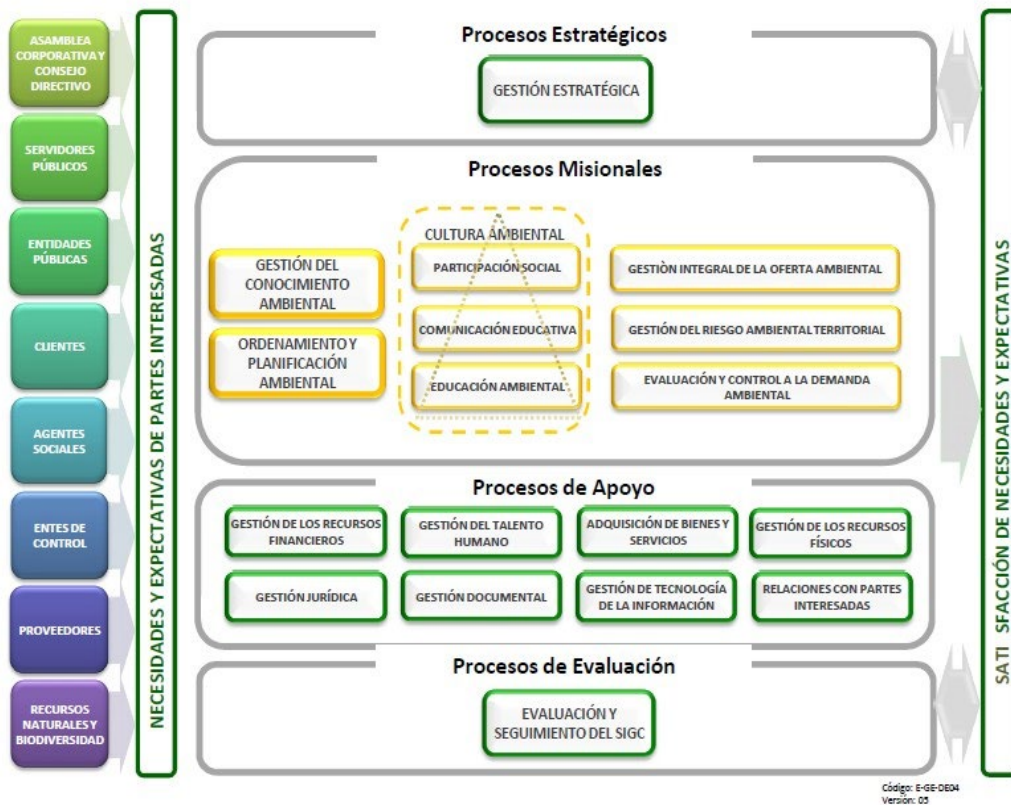 ASAMBLEA
CORPORATIVA Y
CONSEJO
DIRECTIVO
SERVIDORES
PÚBLICOS
ENTIDADES
PÚBLICAS
CLIENTES
AGENTES
SOCIALES
ENTES DE
CONTROL
PROVEEDORES
RECURSOS
NATURALES Y
BIODIVERSIDAD
NECESIDADES Y EXPECTATIVAS DE PARTES INTERESADAS
Procesos Estratégicos
GESTIÓN ESTRATÉGICA
Procesos Misionales
GESTIÓN DEL
CONOCIMIENTO
AMBIENTAL
ORDENAMIENTO Y
PLANIFICACIÓN
AMBIENTAL
CULTURA AMBIENTAL
PARTICIPACIÓN SOCIAL
COMUNICACIÓN EDUCATIVA
EDUCACIÓN AMBIENTAL
GESTIÒN INTEGRAL DE LA OFERTA AMBIENTAL
GESTIÓN DEL RIESGO AMBIENTAL TERRITORIAL
EVALUACIÓN Y CONTROL A LA DEMANDA
AMBIENTAL
Procesos de Apoyo
GESTIÓN DE LOS RECURSOS
FINANCIEROS
GESTIÓN DEL TALENTO
HUMANO
ADQUISICIÓN DE BIENES Y
SERVICIOS
GESTIÓN DE LOS RECURSOS
FÍSICOS
GESTIÓN JURÍDICA
GESTIÓN DOCUMENTAL
GESTIÓN DE TECNOLOGÍA
DE LA INFORMACIÓN
RELACIONES CON PARTES
INTERESADAS
Procesos de Evaluación
EVALUACIÓN Y
SEGUIMIENTO DEL SIGC
SATI SFACCIÓN DE NECESIDADES Y EXPECTATIVAS
Código: E-GE-DE04
Versión: 05